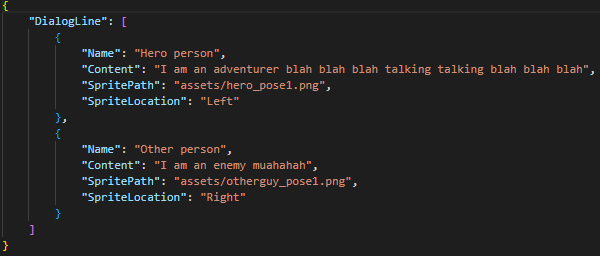 {
"DialogLine": [
{
"Name": "Hero person",
"Content": "I am an adventurer blah blah blah talking talking blah blah blah",
"SpritePath": "assets/hero_pose1.png",
"SpriteLocation": "Left"
},
{
"Name": "Other person",
"Content": "I am an enemy muahahah",
"SpritePath": "assets/otherguy_pose1.png",
"SpriteLocation": "Right"
}
]
}